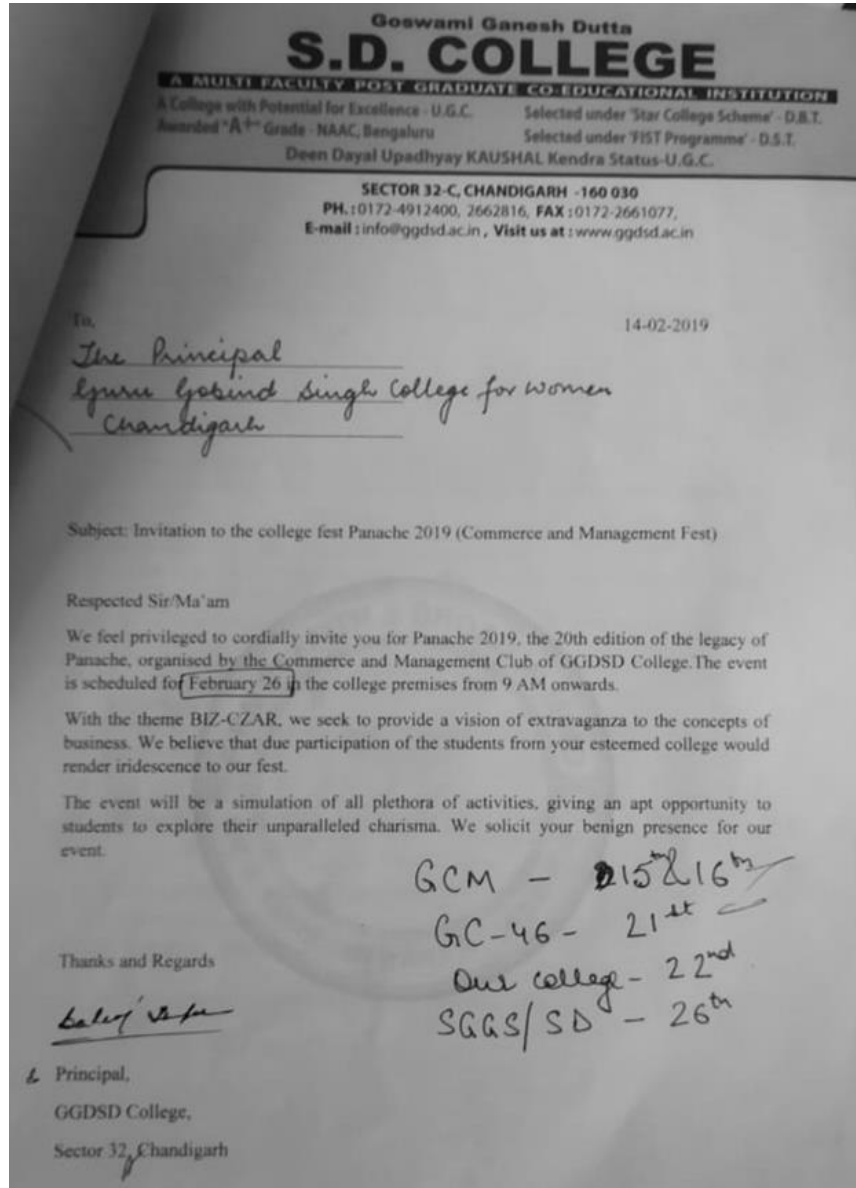 Goswami Ganesh Dutta
S.D. COLLEGE
A MULTI FACULTY POST GRADUATE CO-EDUCATIONAL INSTITUTION
A College with Potential for Excellence - U.G.C. Selected under 'Star College Scheme' - D.B.T.
Awarded "A+" Grade - NAAC, Bengaluru Selected under 'FIST Programme' - D.S.T.
Deen Dayal Upadhyay KAUSHAL Kendra Status-U.G.C.
SECTOR 32-C, CHANDIGARH -160 030
PH.:0172-4912400, 2662816, FAX :0172-2661077,
E-mail : info@ggdsd.ac.in , Visit us at : www.ggdsd.ac.in
To, 14-02-2019
The Principal
Guru Gobind Singh College for women
Chandigarh
Subject: Invitation to the college fest Panache 2019 (Commerce and Management Fest)
Respected Sir/Ma'am
We feel privileged to cordially invite you for Panache 2019, the 20th edition of the legacy of
Panache, organised by the Commerce and Management Club of GGDSD College.The event
is scheduled for February 26 in the college premises from 9 AM onwards.
With the theme BIZ-CZAR, we seek to provide a vision of extravaganza to the concepts of
business. We believe that due participation of the students from your esteemed college would
render iridescence to our fest.
The event will be a simulation of all plethora of activities, giving an apt opportunity to
students to explore their unparalleled charisma. We solicit your benign presence for our
event.
GCM - 15th & 16th
GC-46 - 21st
Our college - 22nd
SGGS/SD - 26th
Thanks and Regards
Principal,
GGDSD College,
Sector 32, Chandigarh